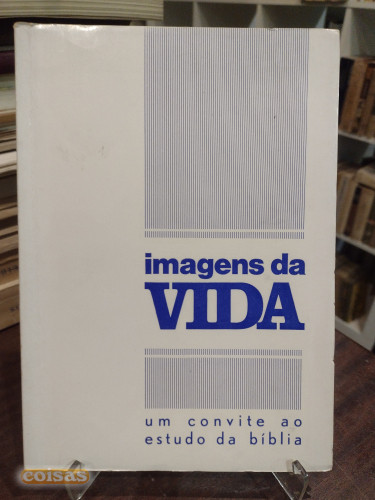 imagens da
VIDA
um convite ao
estudo da bíblia
coisas